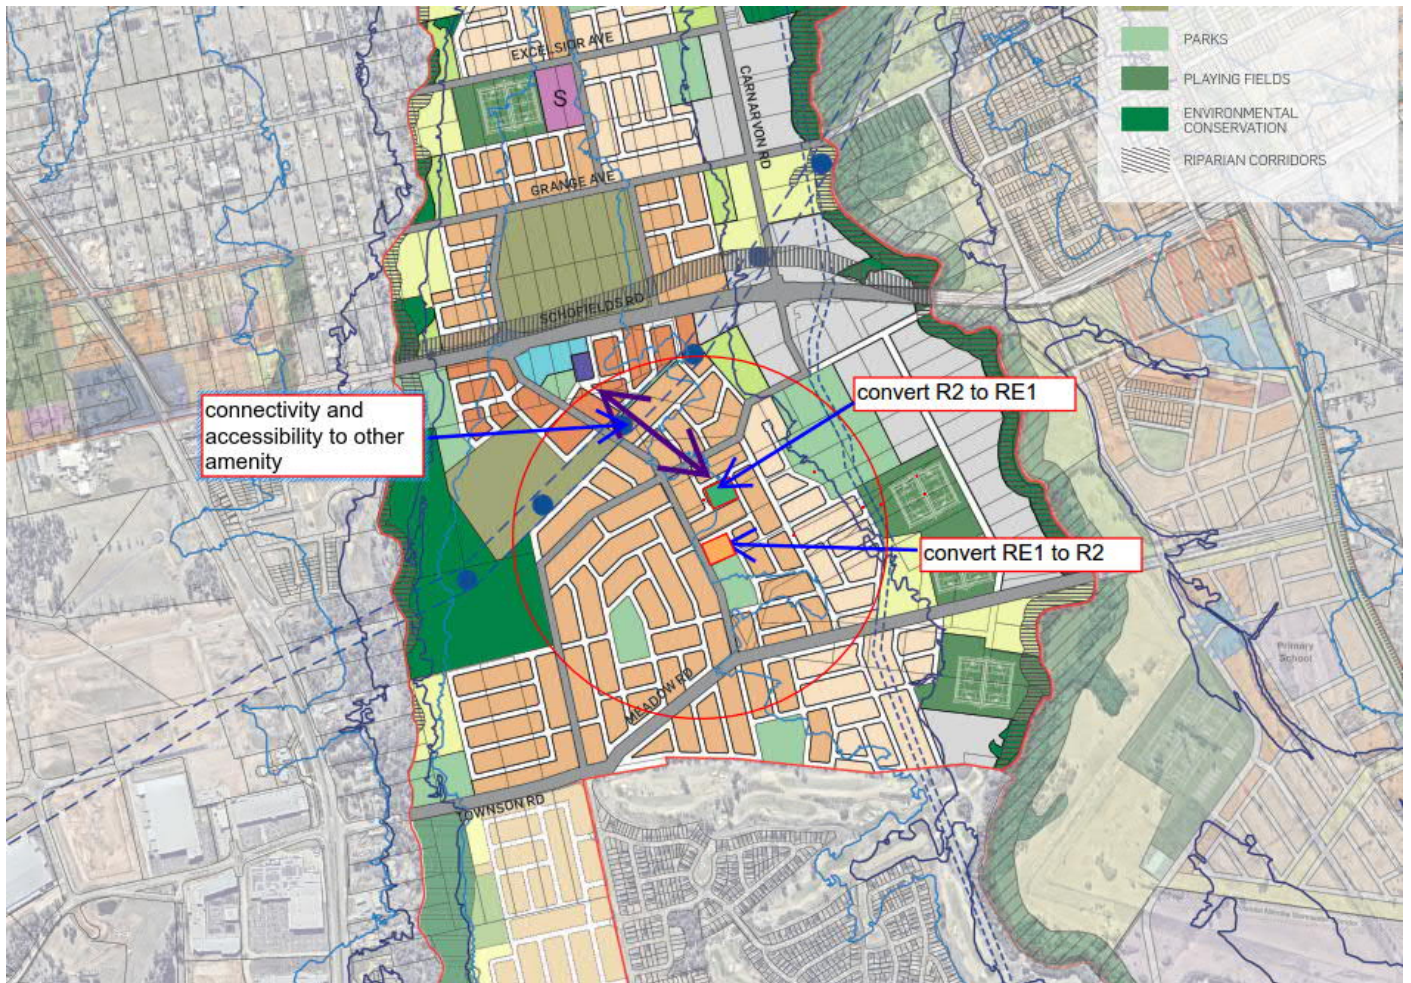 EXCELSIOR AVE
PARKS
PLAYING FIELDS
ENVIRONMENTAL
CONSERVATION
RIPARIAN CORRIDORS
CARNARVON RD
S
GRANGE AVE
SCHOFIELDS RD
convert R2 to RE1
connectivity and
accessibility to other
amenity
convert RE1 to R2
Primary
School
MEADOW RD
TOWNSON RD